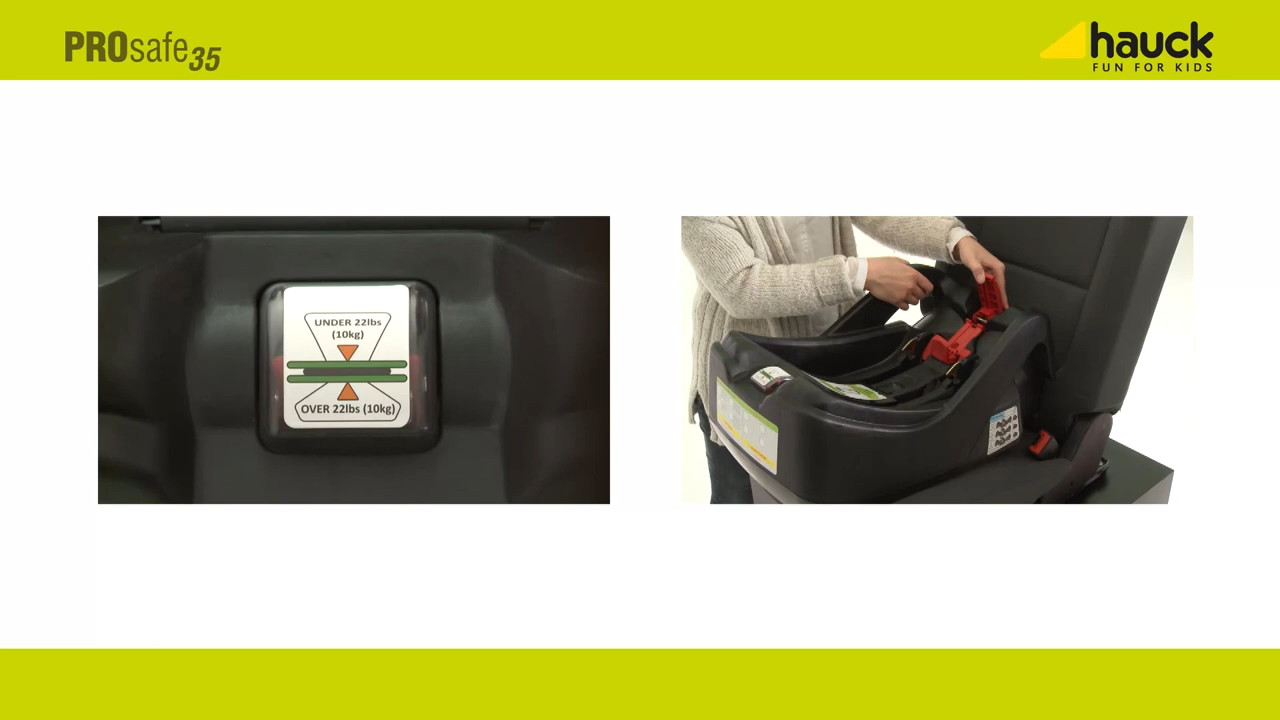 PROsafe35
hauck
FUN FOR KIDS
UNDER 22lbs
(10kg)
OVER 22lbs (10kg)